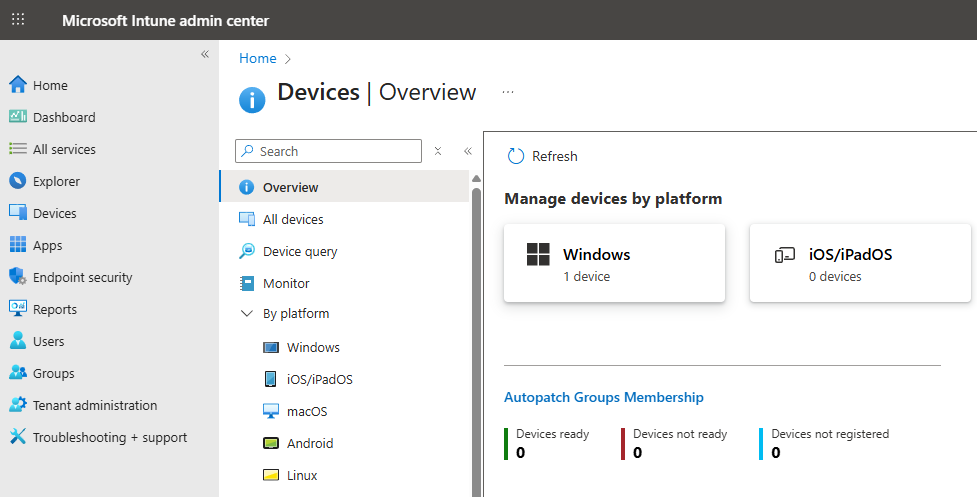 Microsoft Intune admin center
Home
Dashboard
All services
Explorer
Devices
Apps
Endpoint security
Reports
Users
Groups
Tenant administration
Troubleshooting + support
Home
Devices | Overview
Search
Overview
All devices
Device query
Monitor
By platform
Windows
iOS/iPadOS
macOS
Android
Linux
Refresh
Manage devices by platform
Windows
1 device
iOS/iPadOS
0 devices
Autopatch Groups Membership
Devices ready
0
Devices not ready
0
Devices not registered
0